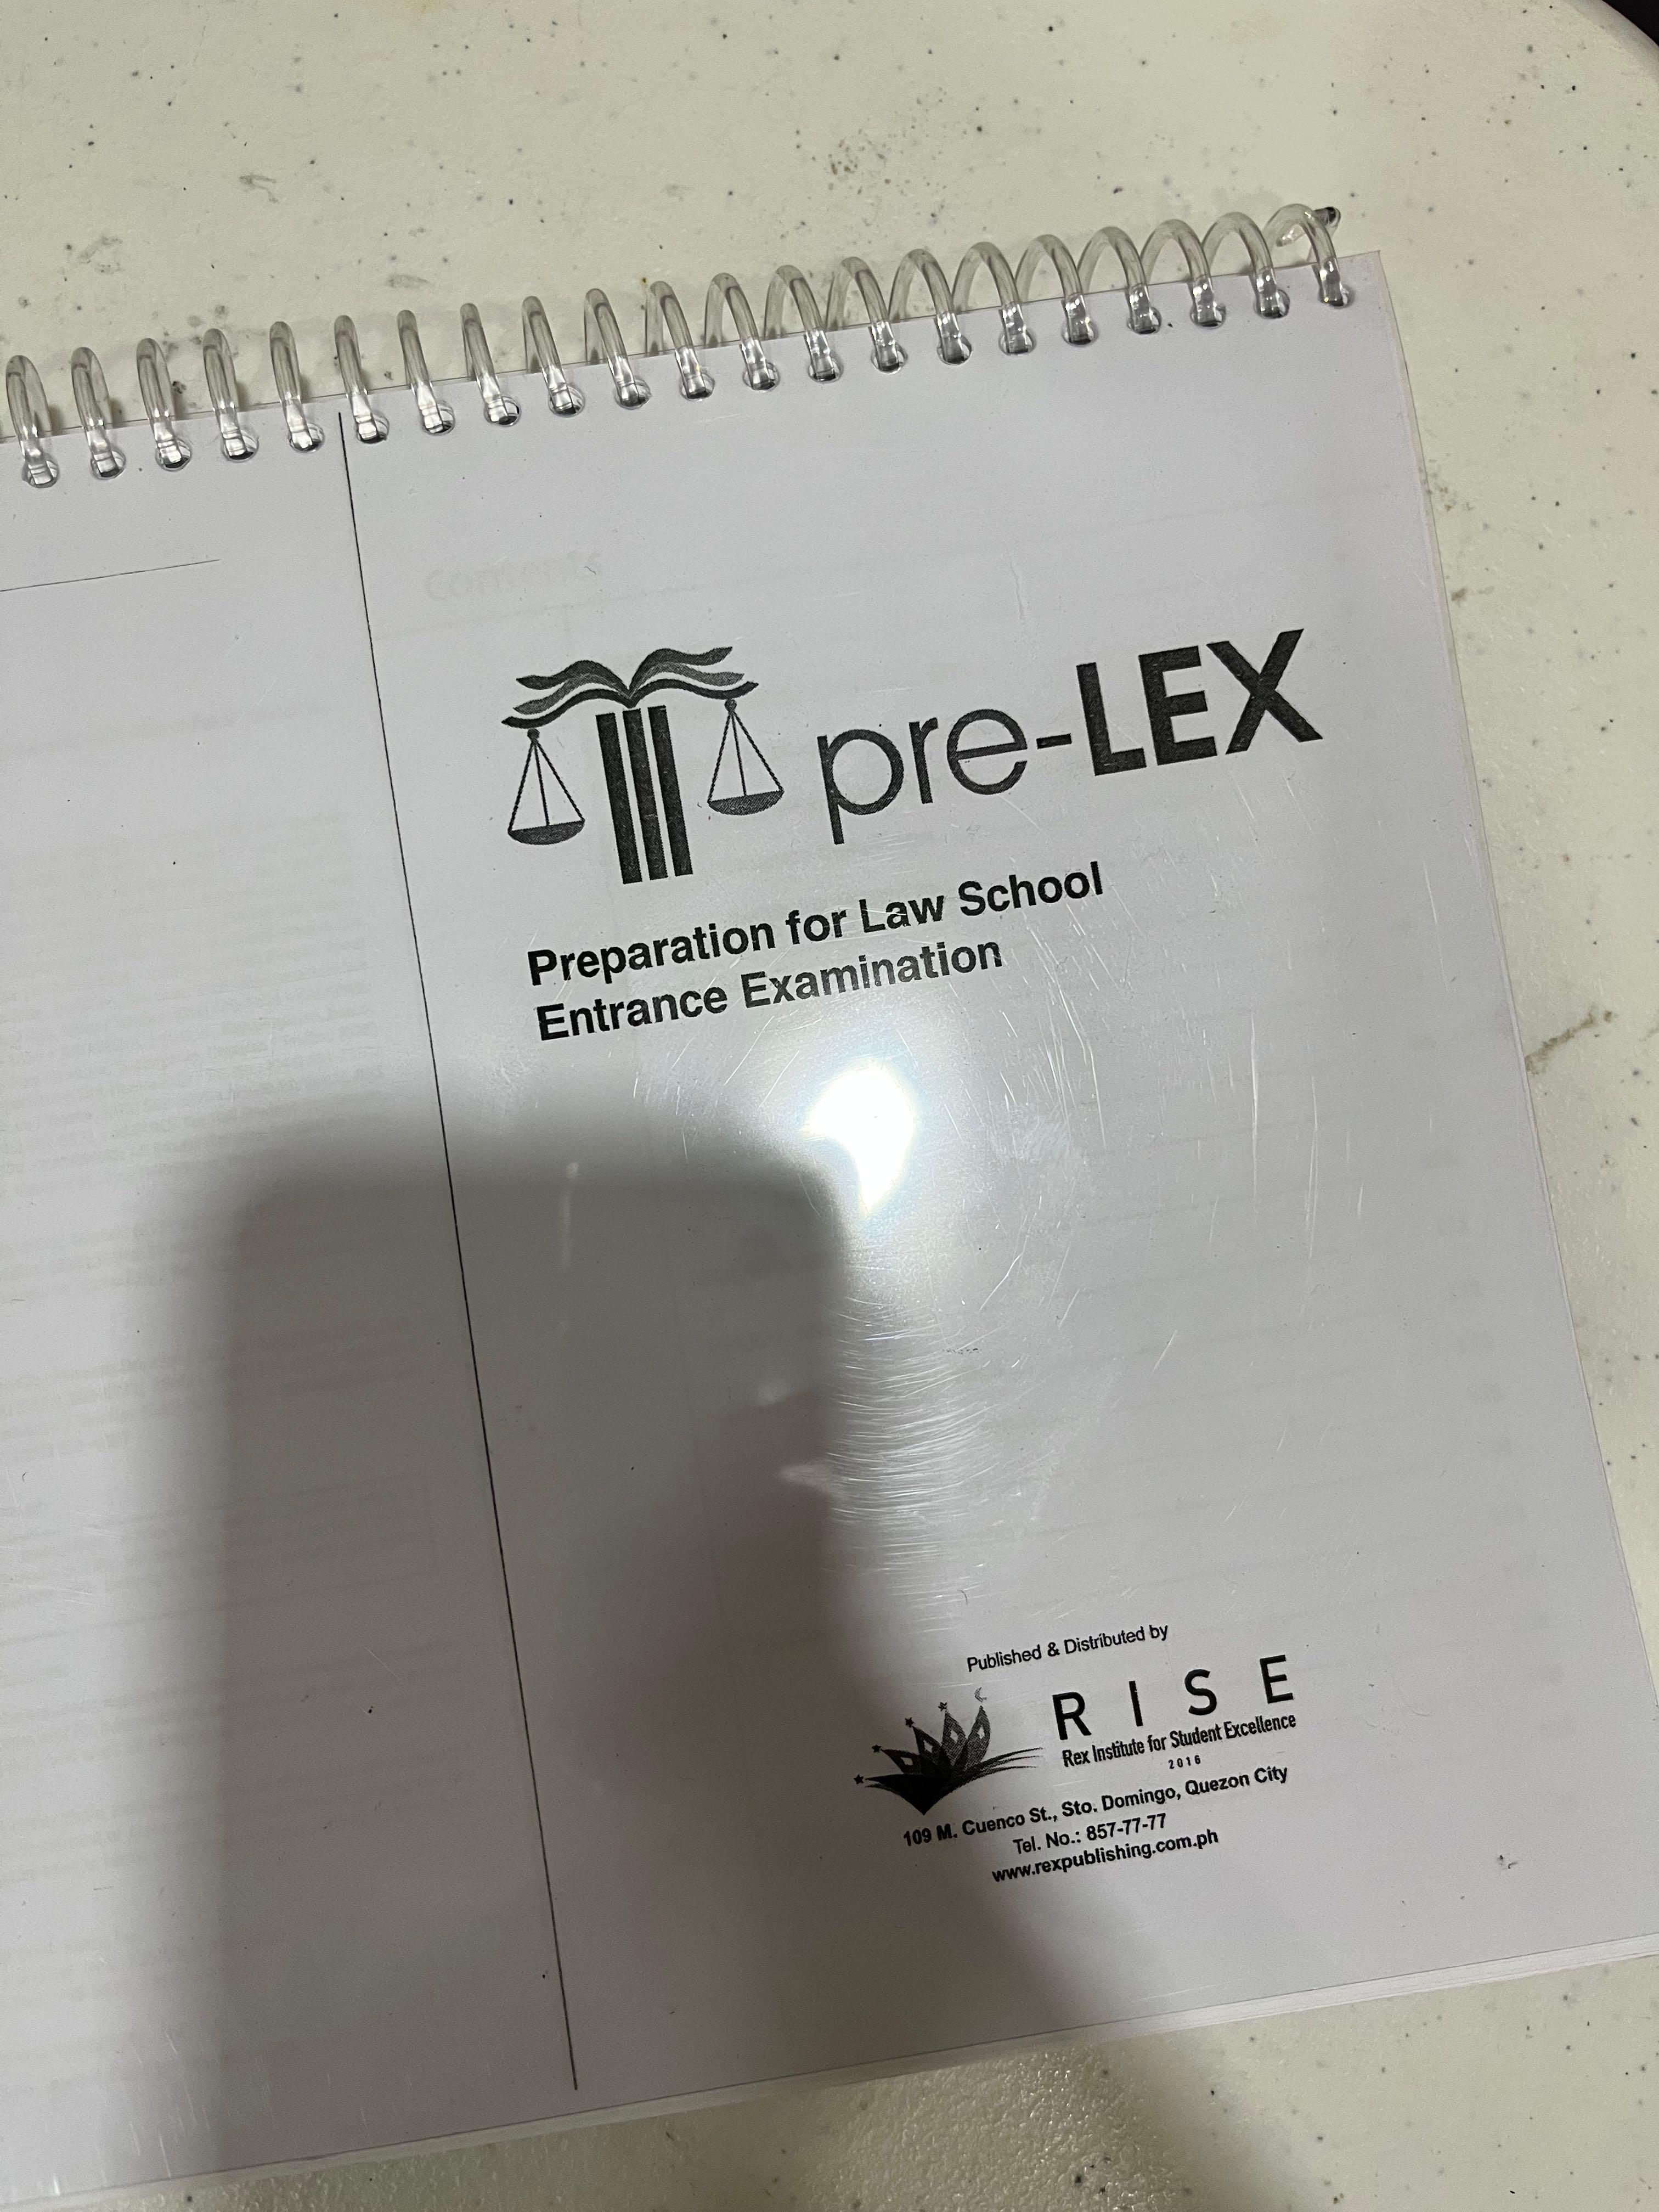 contents
pre-LEX
Preparation for Law School
Entrance Examination
Published & Distributed by
RISE
Rex Institute for Student Excellence
2016
109 M. Cuenco St., Sto. Domingo, Quezon City
Tel. No.: 857-77-77
www.rexpublishing.com.ph